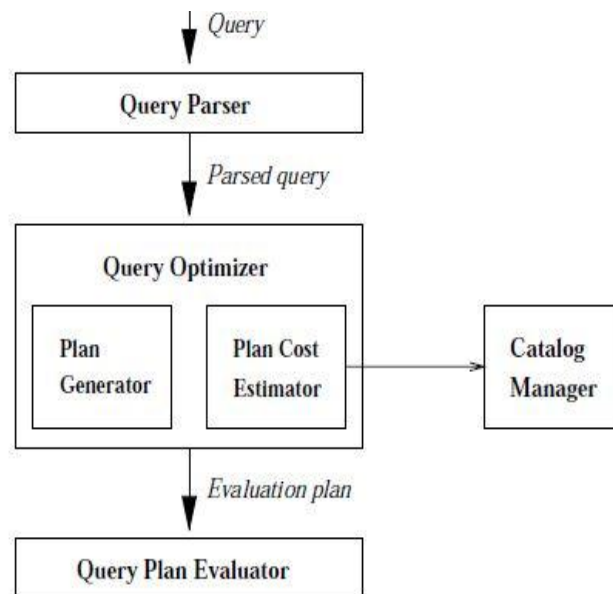 Query
Query Parser
Parsed query
Query Optimizer
Plan
Generator
Plan Cost
Estimator
Catalog
Manager
Evaluation plan
Query Plan Evaluator